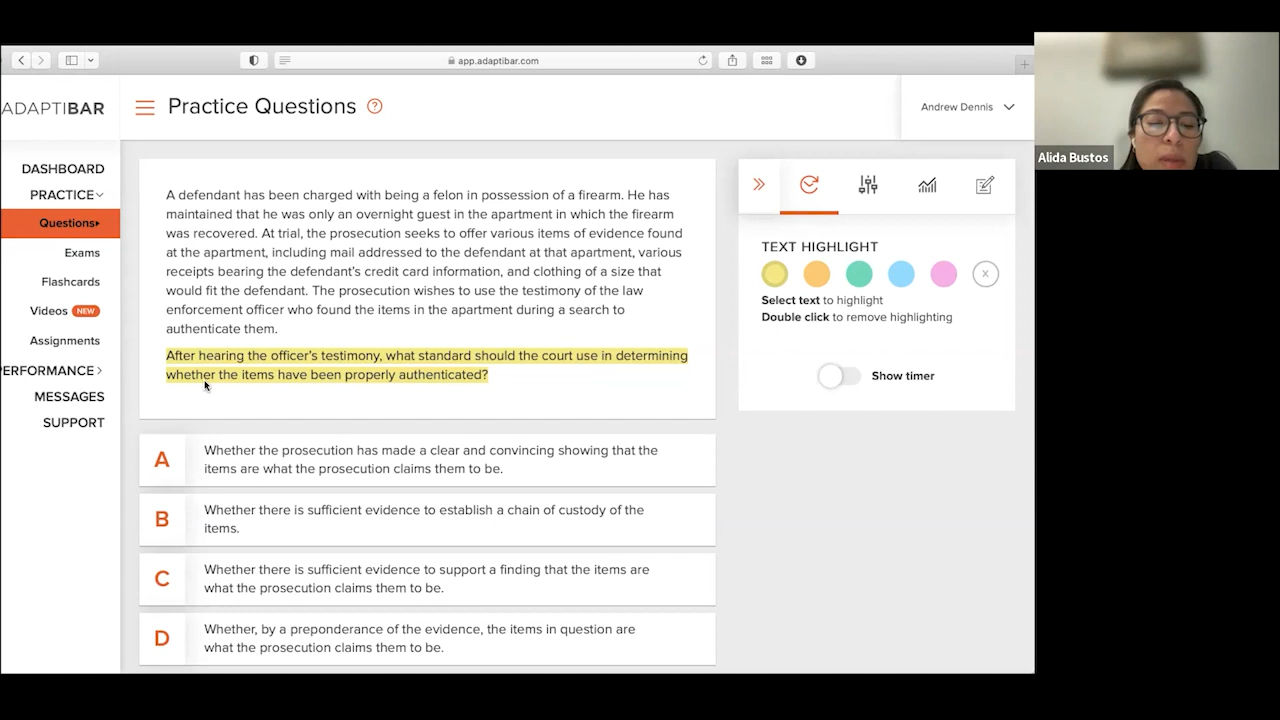 app.adaptibar.com
ADAPTIBAR
Practice Questions ?
Andrew Dennis
Alida Bustos
DASHBOARD
PRACTICE
Questions
Exams
Flashcards
Videos NEW
Assignments
PERFORMANCE
MESSAGES
SUPPORT
A defendant has been charged with being a felon in possession of a firearm. He has
maintained that he was only an overnight guest in the apartment in which the firearm
was recovered. At trial, the prosecution seeks to offer various items of evidence found
at the apartment, including mail addressed to the defendant at that apartment, various
receipts bearing the defendant's credit card information, and clothing of a size that
would fit the defendant. The prosecution wishes to use the testimony of the law
enforcement officer who found the items in the apartment during a search to
authenticate them.
After hearing the officer's testimony, what standard should the court use in determining
whether the items have been properly authenticated?
A
Whether the prosecution has made a clear and convincing showing that the
items are what the prosecution claims them to be.
B
Whether there is sufficient evidence to establish a chain of custody of the
items.
C
Whether there is sufficient evidence to support a finding that the items are
what the prosecution claims them to be.
D
Whether, by a preponderance of the evidence, the items in question are
what the prosecution claims them to be.
TEXT HIGHLIGHT
x
Select text to highlight
Double click to remove highlighting
Show timer